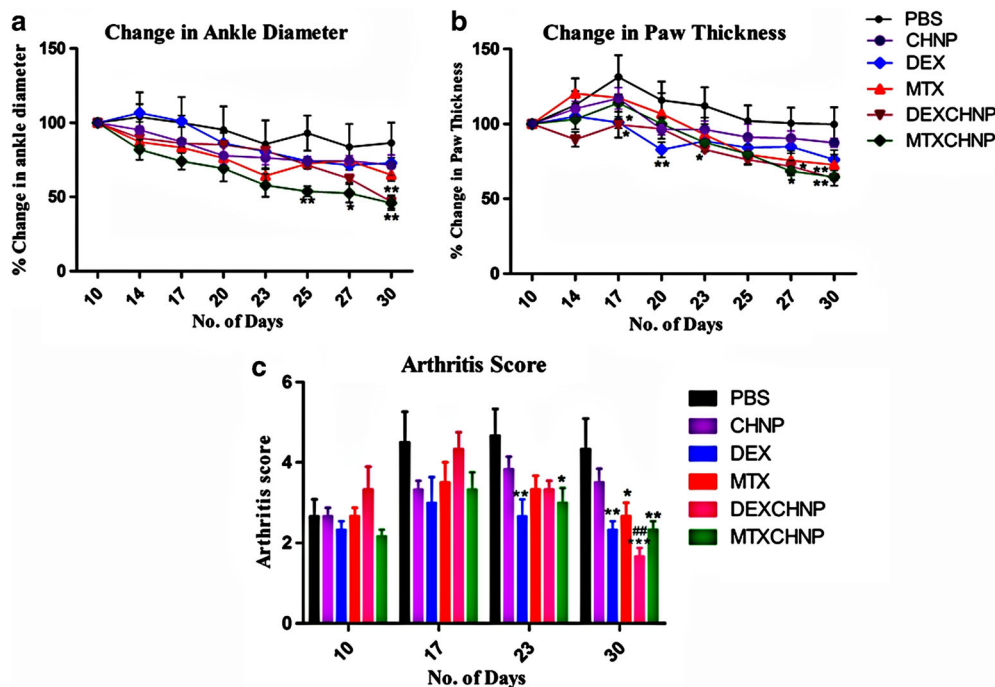 a
Change in Ankle Diameter
% Change in ankle diameter
150
100
50
0
10 14 17 20 23 25 27 30
No. of Days
** * ** **
b
Change in Paw Thickness
% Change in Paw Thickness
150
100
50
0
10 14 17 20 23 25 27 30
No. of Days
* * ** * * * ** **
PBS
CHNP
DEX
MTX
DEXCHNP
MTXCHNP
c
Arthritis Score
Arthritis score
6
4
2
0
10 17 23 30
No. of Days
** * ** * ## *** **
PBS
CHNP
DEX
MTX
DEXCHNP
MTXCHNP